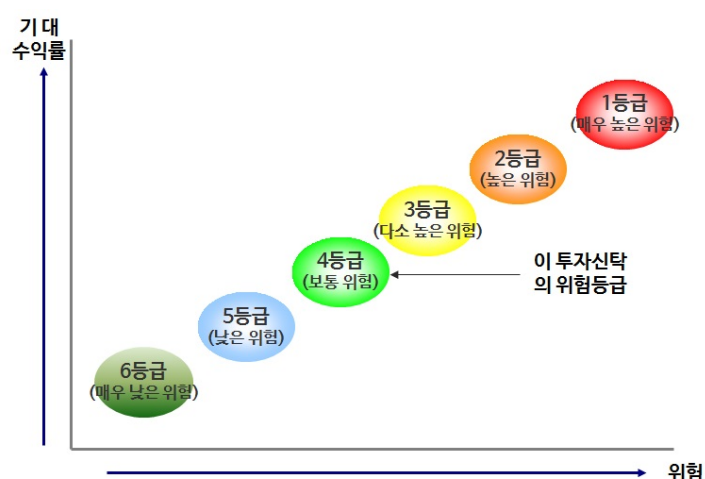 기 대
수익률
1등급
(매우 높은 위험)
2등급
(높은 위험)
3등급
(다소 높은 위험)
4등급
(보통 위험)
이 투자신탁
의 위험등급
5등급
(낮은 위험)
6등급
(매우 낮은 위험)
위험